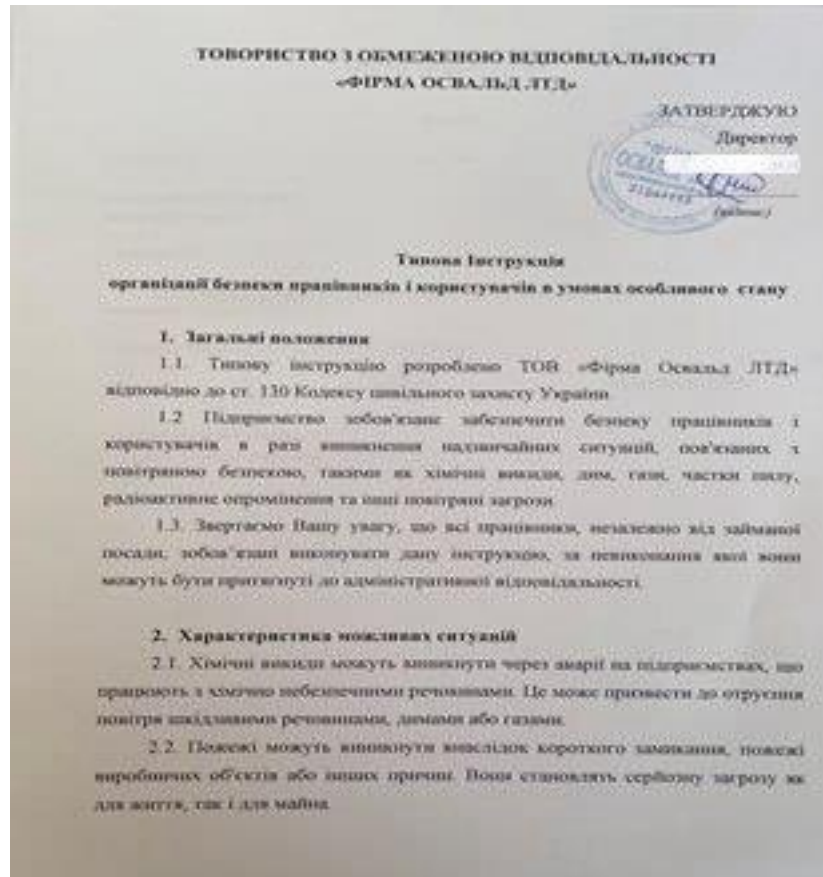 ТОВОРИСТВО З ОБМЕЖЕНОЮ ВІДПОВІДАЛЬНОСТІ
«ФІРМА ОСВАЛЬД ЛТД»
ЗАТВЕРДЖУЮ
Директор
(підпис)
Типова Інструкція
організації безпеки працівників і користувачів в умовах особливого стану
1. Загальні положення
1.1. Типову інструкцію розроблено ТОВ «Фірма Освальд ЛТД»
відповідно до ст. 130 Кодексу цивільного захисту України.
1.2 Підприємство зобов'язане забезпечити безпеку працівників і
користувачів в разі виникнення надзвичайних ситуацій, пов'язаних з
повітряною безпекою, такими як хімічні викиди, дим, гази, частки пилу,
радіоактивне опромінення та інші повітряні загрози.
1.3. Звертаємо Вашу увагу, що всі працівники, незалежно від займаної
посади, зобов'язані виконувати дану інструкцію, за невиконання якої вони
можуть бути притягнуті до адміністративної відповідальності.
2. Характеристика можливих ситуацій
2.1. Хімічні викиди можуть виникнути через аварії на підприємствах, що
працюють з хімічно небезпечними речовинами. Це може призвести до отруєння
повітря шкідливими речовинами, димами або газами.
2.2. Пожежі можуть виникнути внаслідок короткого замикання, пожежі
виробничих об'єктів або інших причин. Вони становлять серйозну загрозу як
для життя, так і для майна.